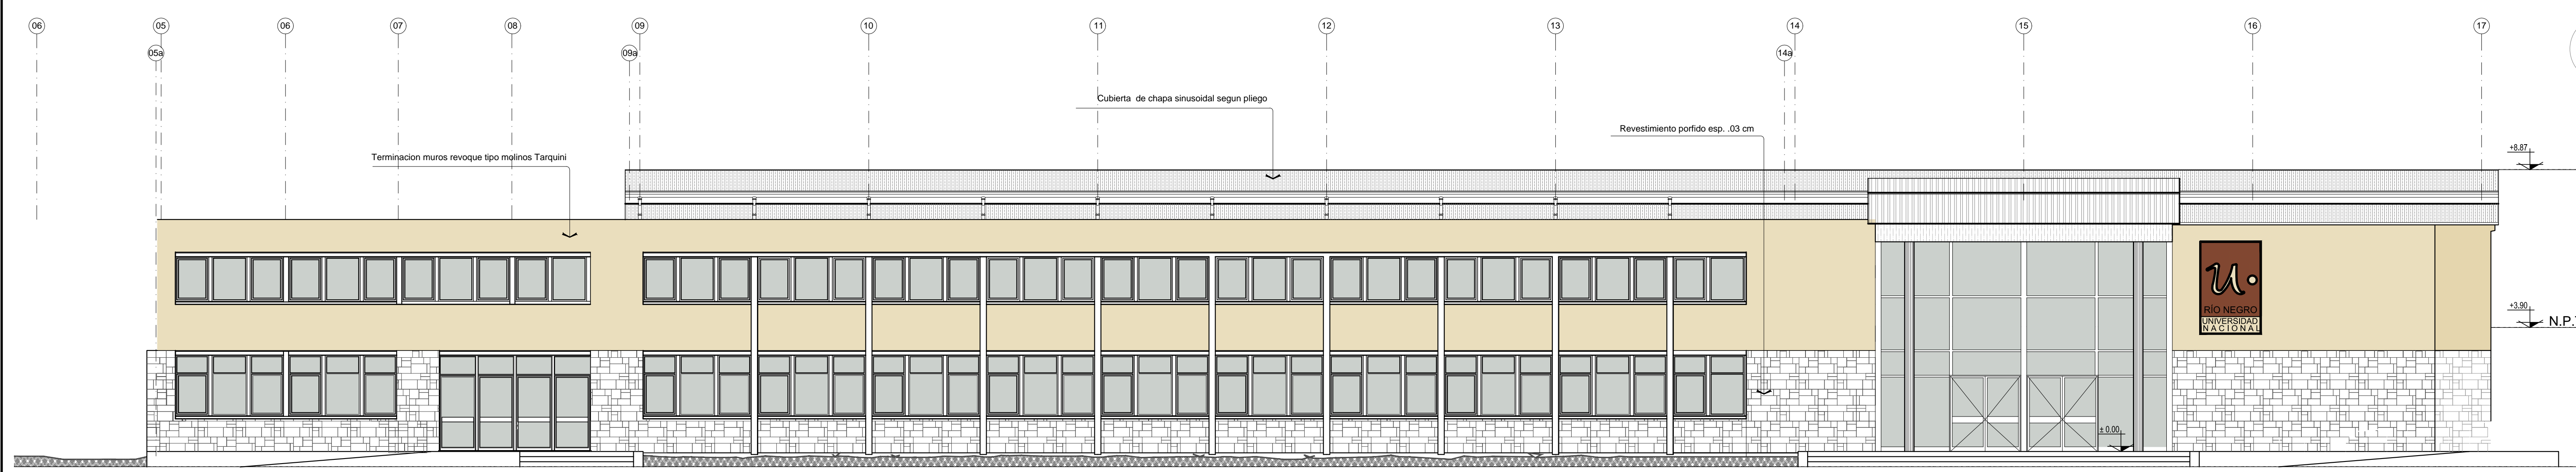 06
05
06
07
08
09
10
11
12
13
14
15
16
17
05a
09a
14a
Cubierta de chapa sinusoidal segun pliego
Revestimiento porfido esp. .03 cm
Terminacion muros revoque tipo molinos Tarquini
+8.87
u.
RÍO NEGRO
UNIVERSIDAD
NACIONAL
+3.90
N.P.
± 0.00